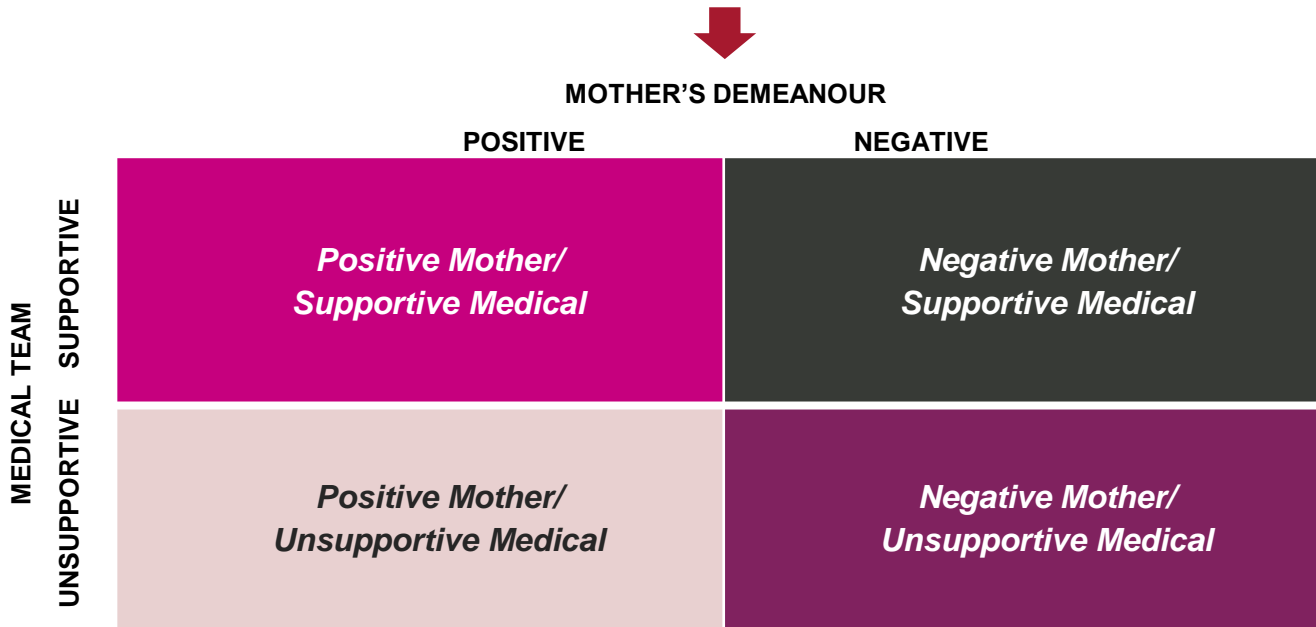 MOTHER’S DEMEANOUR
POSITIVE NEGATIVE
MEDICAL TEAM
SUPPORTIVE
UNSUPPORTIVE
Positive Mother/
Supportive Medical
Negative Mother/
Supportive Medical
Positive Mother/
Unsupportive Medical
Negative Mother/
Unsupportive Medical